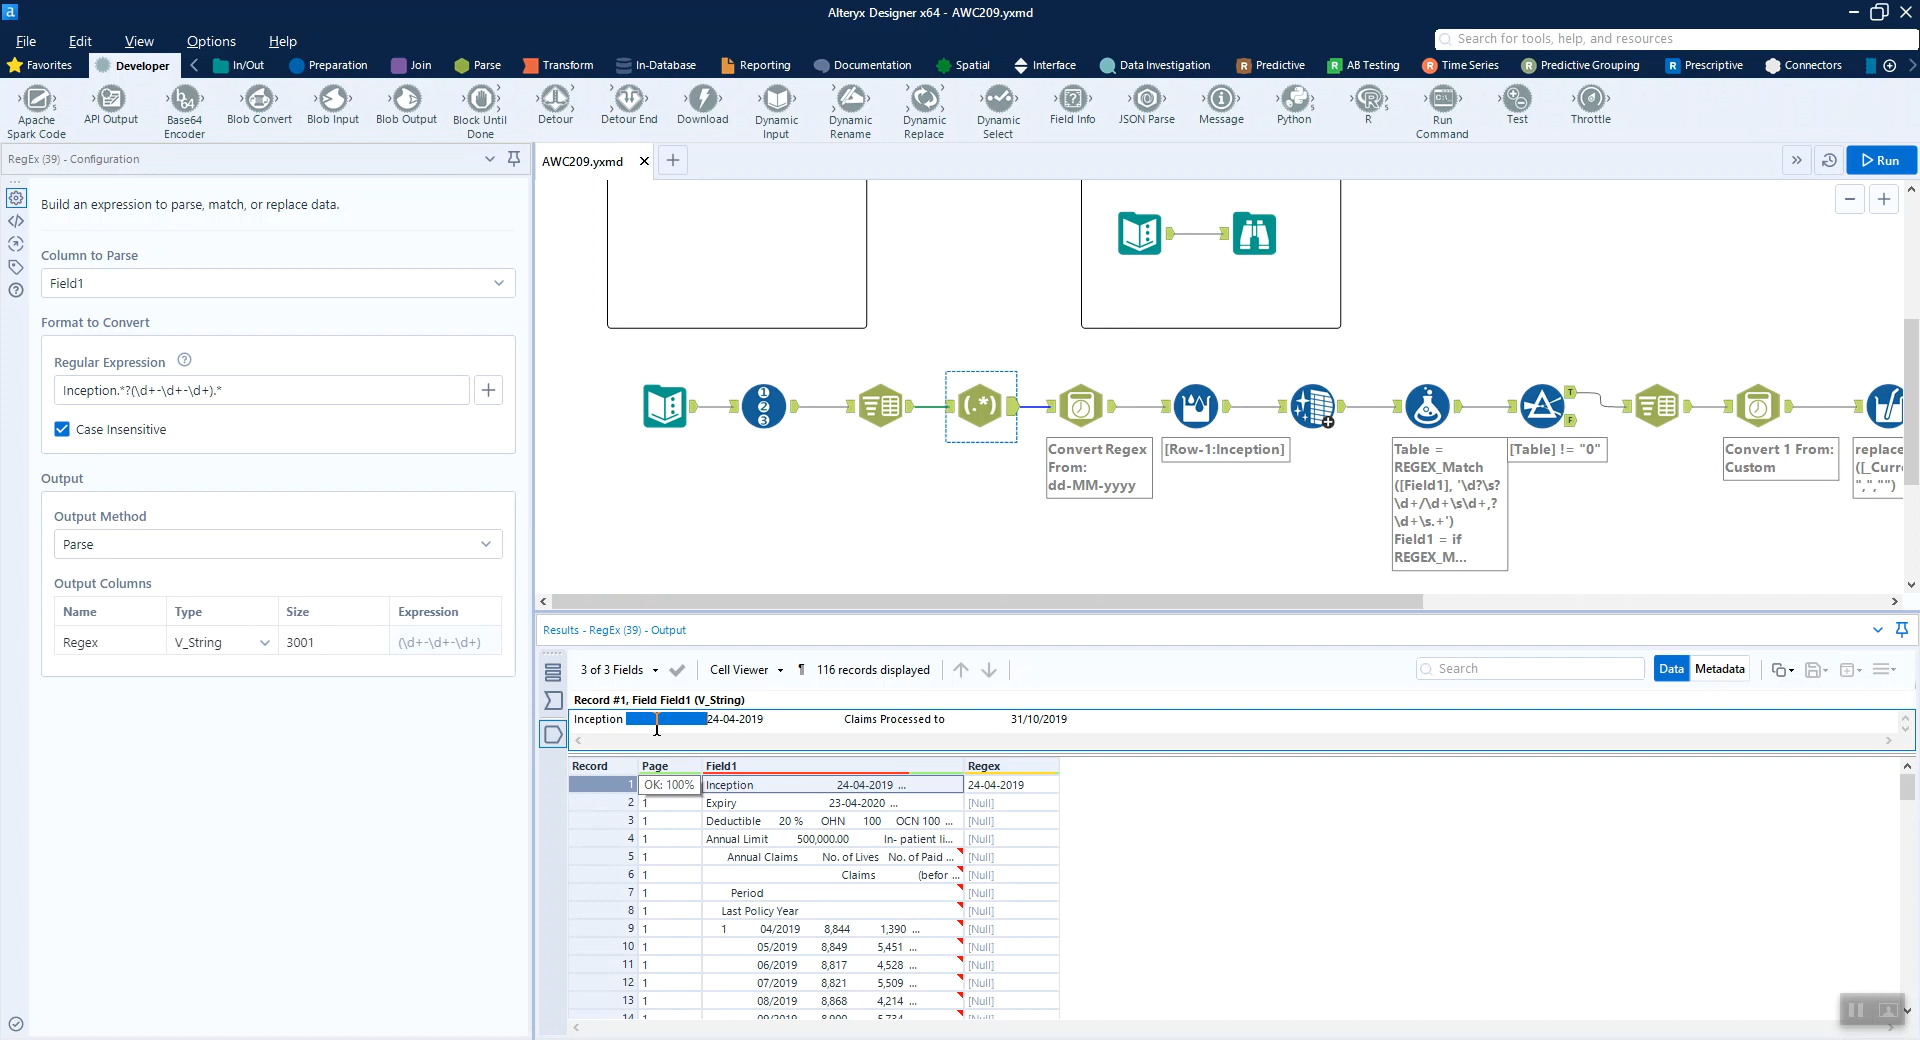 Alteryx Designer x64 - AWC209.yxmd
File Edit View Options Help
Search for tools, help, and resources
Favorites Developer In/Out Preparation Join Parse Transform In-Database Reporting Documentation Spatial Interface Data Investigation Predictive AB Testing Time Series Predictive Grouping Prescriptive Connectors
Apache Spark Code
API Output
Base64 Encoder
Blob Convert
Blob Input
Blob Output
Block Until Done
Detour
Detour End
Download
Dynamic Input
Dynamic Rename
Dynamic Replace
Dynamic Select
Field Info
JSON Parse
Message
Python
R
Run Command
Test
Throttle
RegEx (39) - Configuration
AWC209.yxmd
Run
Build an expression to parse, match, or replace data.
Column to Parse
Field1
Format to Convert
Regular Expression
Inception.*?(\d+-\d+-\d+).*
Case Insensitive
Output
Output Method
Parse
Output Columns
Name Type Size Expression
Regex V_String 3001 (\d+-\d+-\d+)
Convert Regex
From:
dd-MM-yyyy
[Row-1:Inception]
Table =
REGEX_Match
([Field1], '\d?\s?
\d+/\d+\s\d+,?
\d+\s.+')
Field1 = if
REGEX_M...
[Table] != "0"
Convert 1 From:
Custom
replace
([_Curr
",","")
Results - RegEx (39) - Output
3 of 3 Fields Cell Viewer 116 records displayed Search Data Metadata
Record #1, Field Field1 (V_String)
Inception 24-04-2019 Claims Processed to 31/10/2019
Record Page Field1 Regex
1 OK: 100% Inception 24-04-2019 ... 24-04-2019
2 1 Expiry 23-04-2020 ... [Null]
3 1 Deductible 20 % OHN 100 OCN 100 ... [Null]
4 1 Annual Limit 500,000.00 In- patient li... [Null]
5 1 Annual Claims No. of Lives No. of Paid ... [Null]
6 1 Claims (befor ... [Null]
7 1 Period [Null]
8 1 Last Policy Year [Null]
9 1 1 04/2019 8,844 1,390 ... [Null]
10 1 05/2019 8,849 5,451 ... [Null]
11 1 06/2019 8,817 4,528 ... [Null]
12 1 07/2019 8,821 5,509 ... [Null]
13 1 08/2019 8,868 4,214 ... [Null]
14 1 09/2019 8,900 5,734